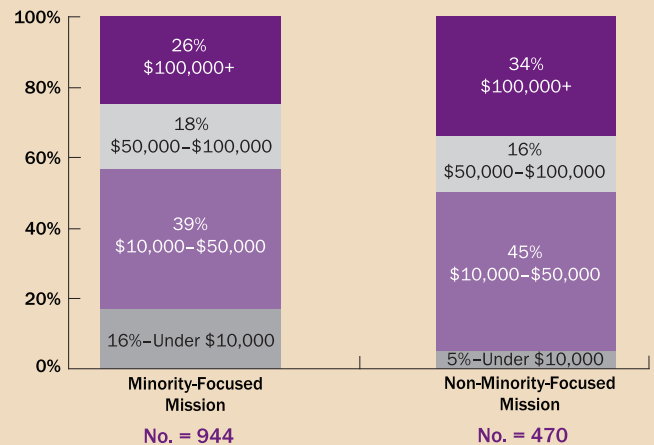 100%
80%
60%
40%
20%
0%
26%
$100,000+
18%
$50,000–$100,000
39%
$10,000–$50,000
16%–Under $10,000
34%
$100,000+
16%
$50,000–$100,000
45%
$10,000–$50,000
5%–Under $10,000
Minority-Focused
Mission
No. = 944
Non-Minority-Focused
Mission
No. = 470